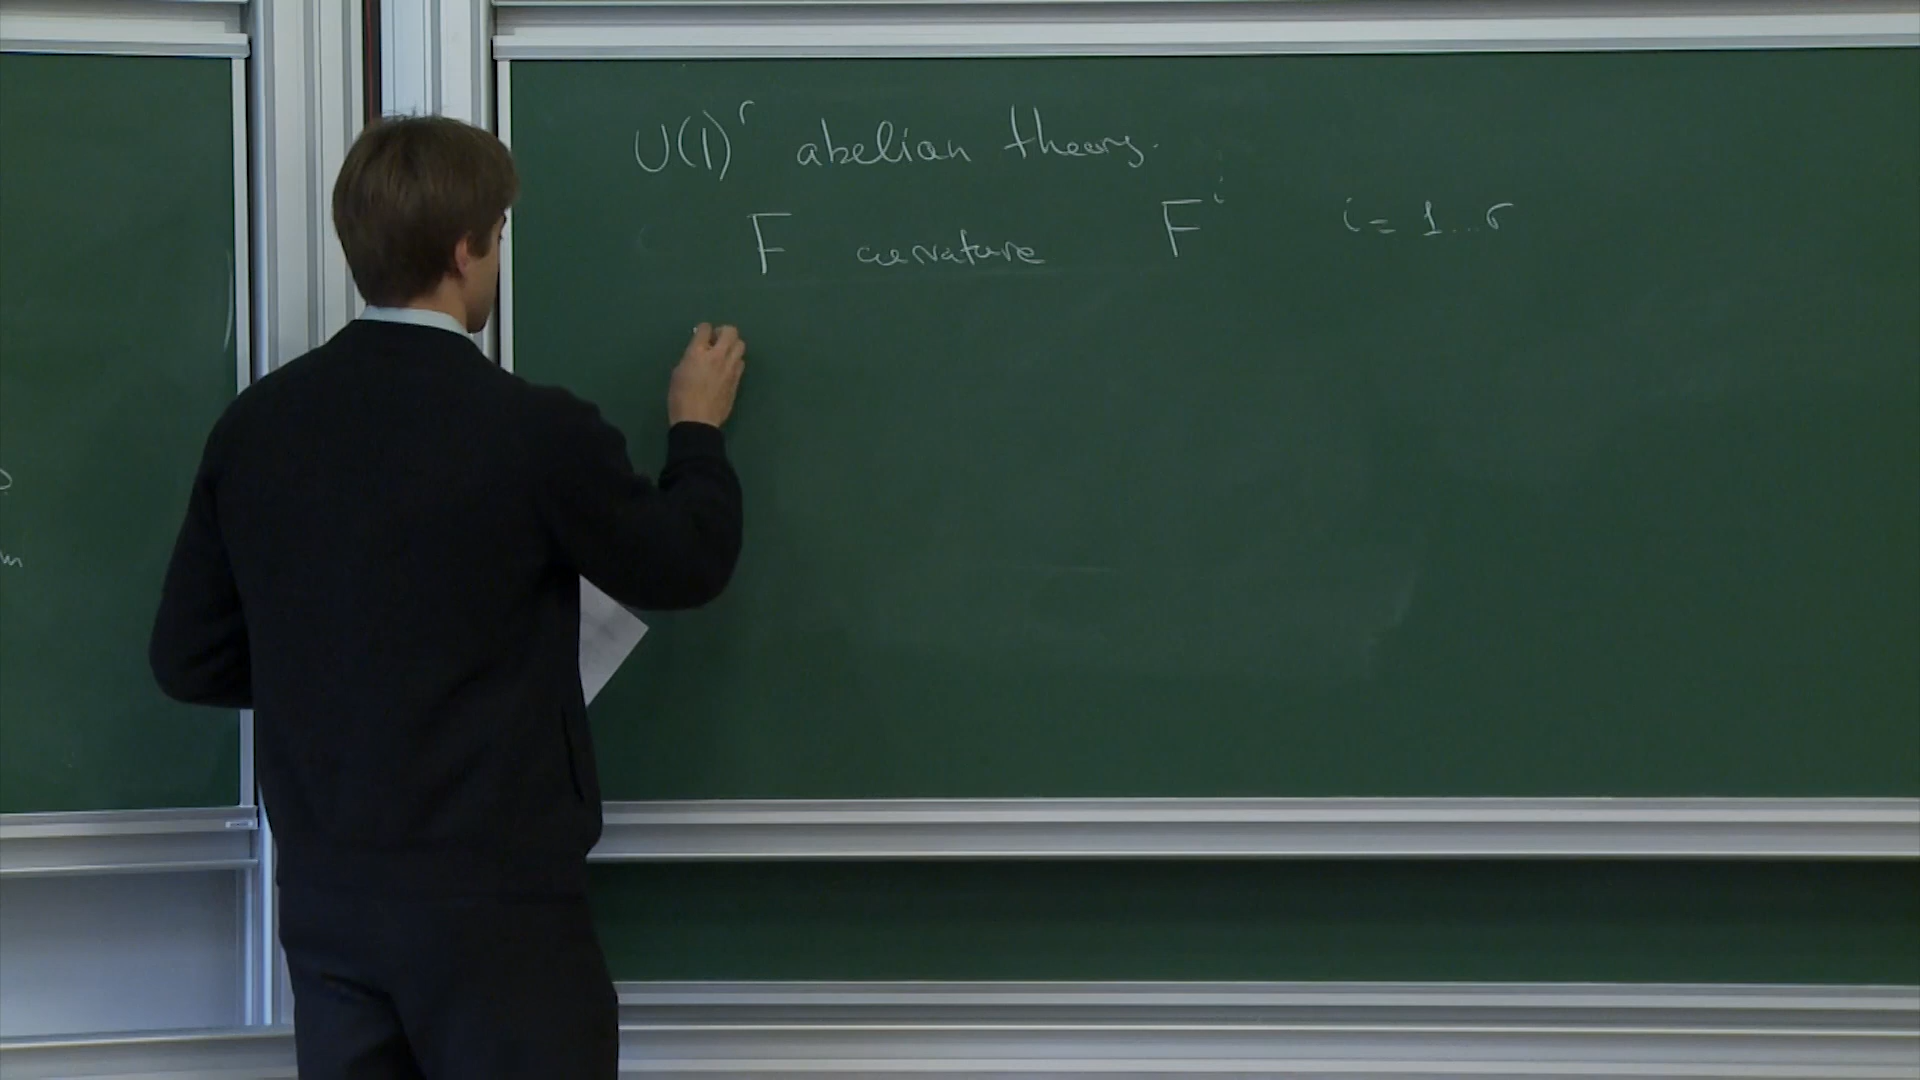 U(1)^r abelian theory.
F curvature F^i i = 1...r
m